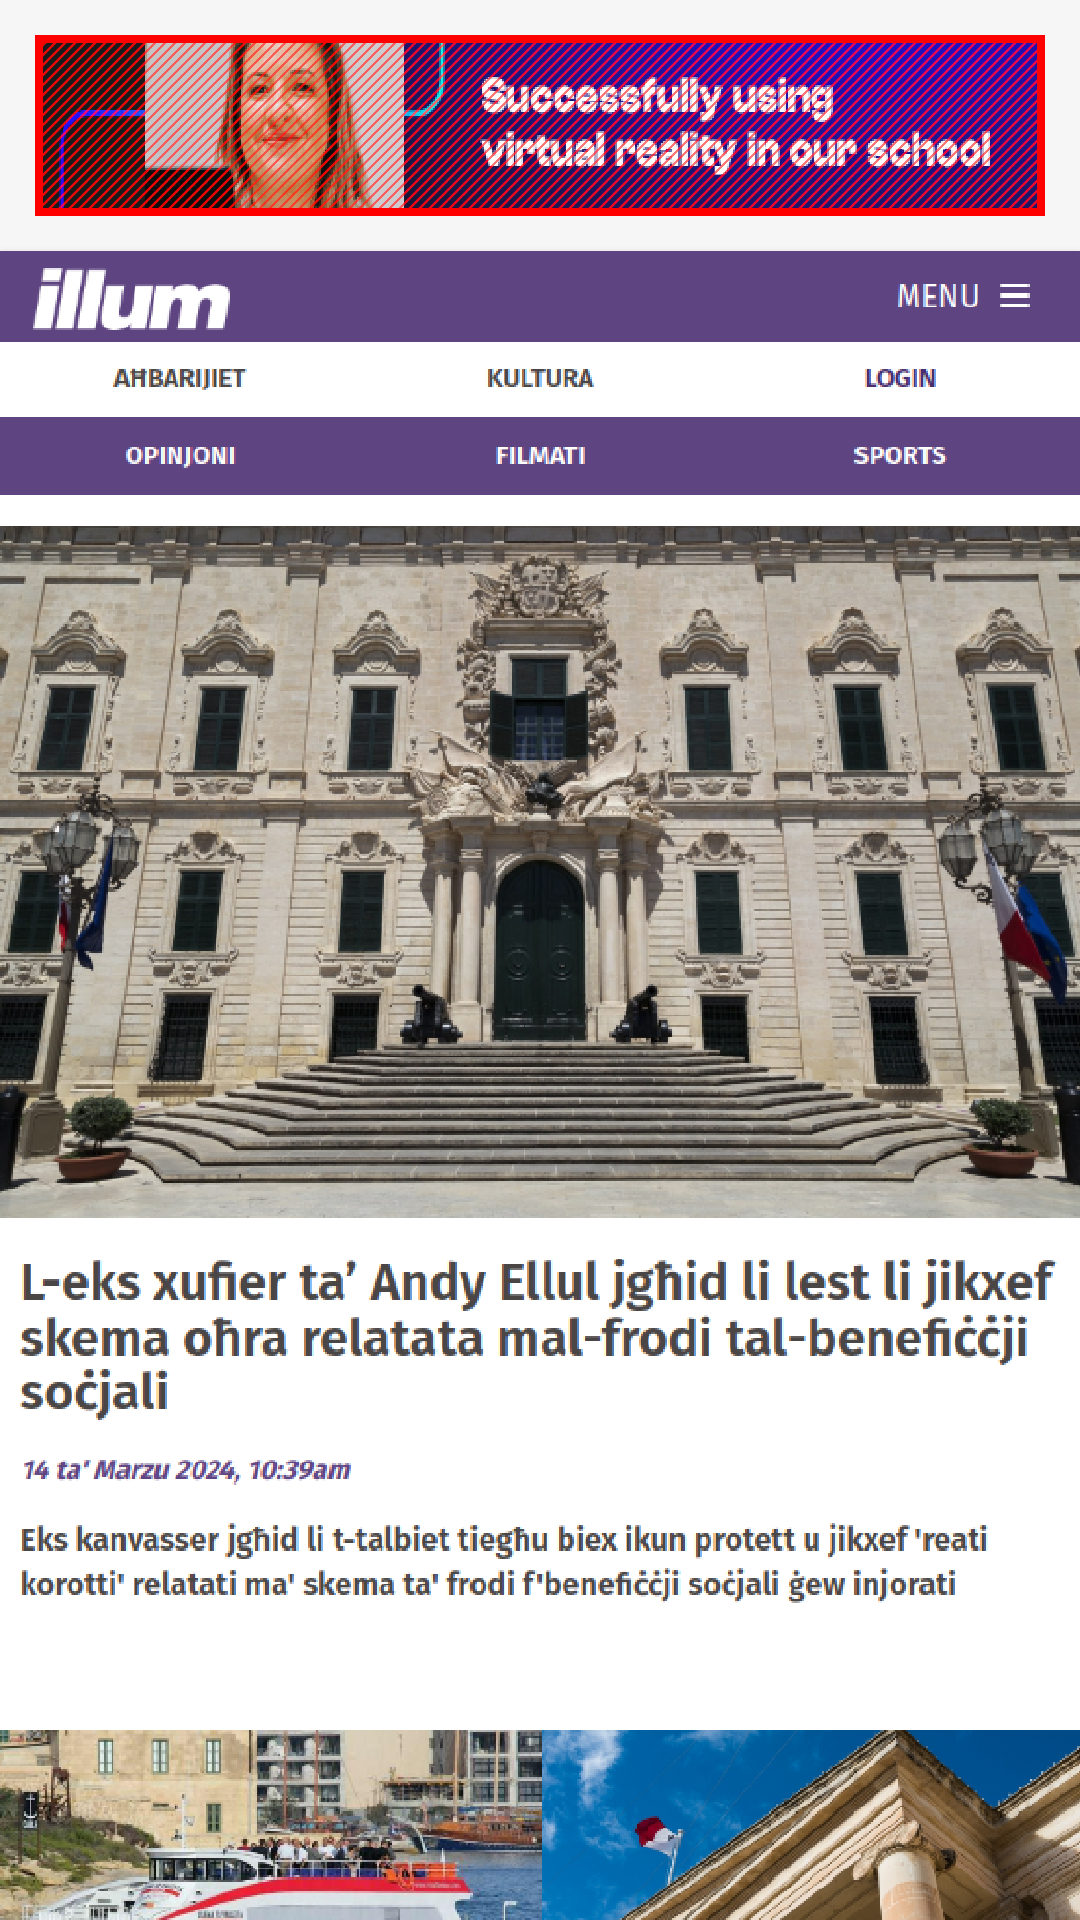 Successfully using
virtual reality in our school
illum
MENU
AĦBARIJIET
KULTURA
LOGIN
OPINJONI
FILMATI
SPORTS
L-eks xufier ta’ Andy Ellul jgħid li lest li jikxef
skema oħra relatata mal-frodi tal-benefiċċji
soċjali
14 ta' Marzu 2024, 10:39am
Eks kanvasser jgħid li t-talbiet tiegħu biex ikun protett u jikxef 'reati
korotti' relatati ma' skema ta' frodi f'benefiċċji soċjali ġew injorati